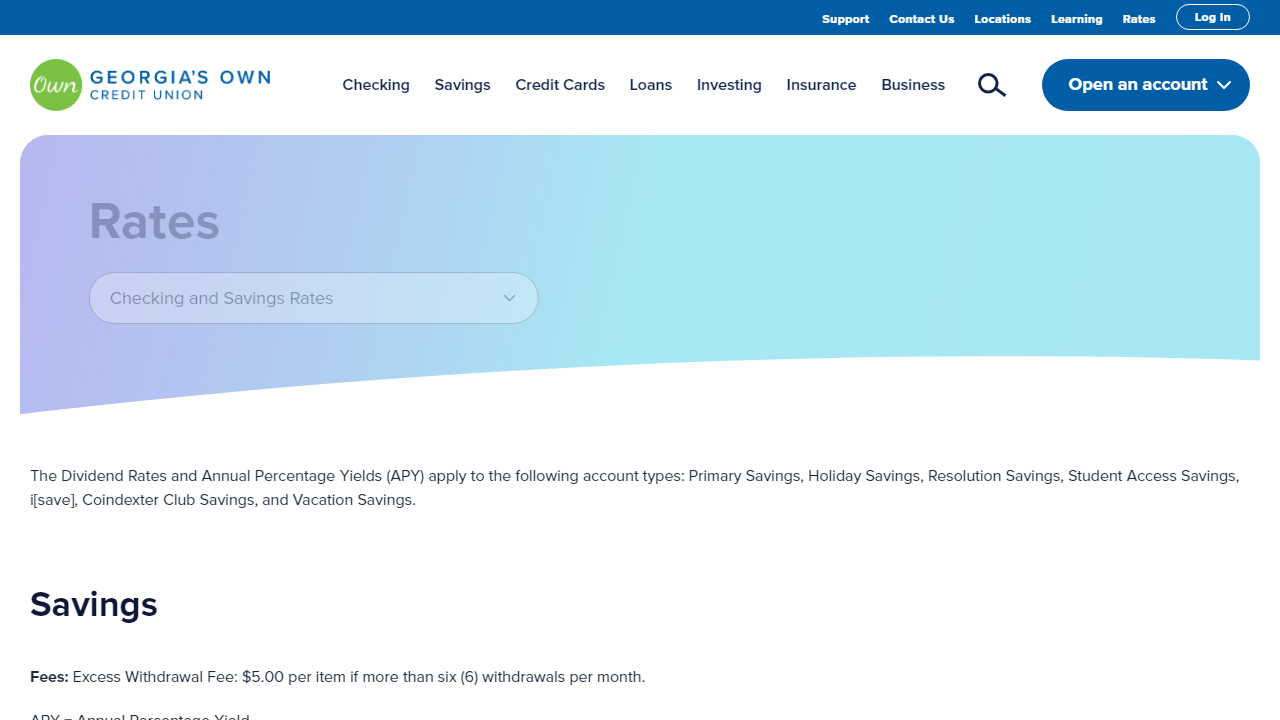 Support Contact Us Locations Learning Rates Log In
Own GEORGIA'S OWN
CREDIT UNION
Checking Savings Credit Cards Loans Investing Insurance Business Open an account
Rates
Checking and Savings Rates
The Dividend Rates and Annual Percentage Yields (APY) apply to the following account types: Primary Savings, Holiday Savings, Resolution Savings, Student Access Savings,
i[save], Coindexter Club Savings, and Vacation Savings.
Savings
Fees: Excess Withdrawal Fee: $5.00 per item if more than six (6) withdrawals per month.
APY = Annual Percentage Yield